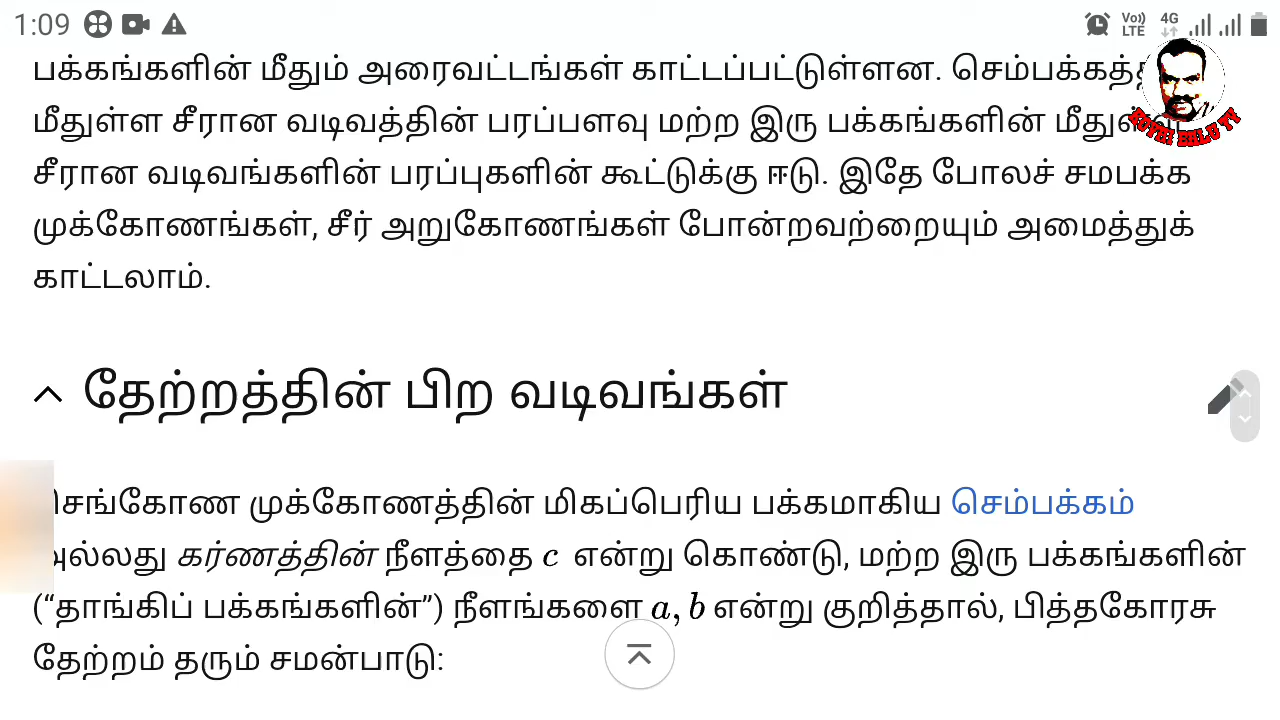 1:09
Vo)) LTE 4G
பக்கங்களின் மீதும் அரைவட்டங்கள் காட்டப்பட்டுள்ளன.
மீதுள்ள சீரான வடிவத்தின் பரப்பளவு மற்ற இரு பக்கங்களின்
சீரான வடிவங்களின் பரப்புகளின் கூட்டுக்கு ஈடு. இதே போலச் சமபக்க
முக்கோணங்கள், சீர் அறுகோணங்கள் போன்றவற்றையும் அமைத்துக்
காட்டலாம்.
தேற்றத்தின் பிற வடிவங்கள்
செங்கோண முக்கோணத்தின் மிகப்பெரிய பக்கமாகிய செம்பக்கம்
அல்லது கர்ணத்தின் நீளத்தை c என்று கொண்டு, மற்ற இரு பக்கங்களின்
(“தாங்கிப் பக்கங்களின்”) நீளங்களை a, b என்று குறித்தால், பித்தகோரசு
தேற்றம் தரும் சமன்பாடு: